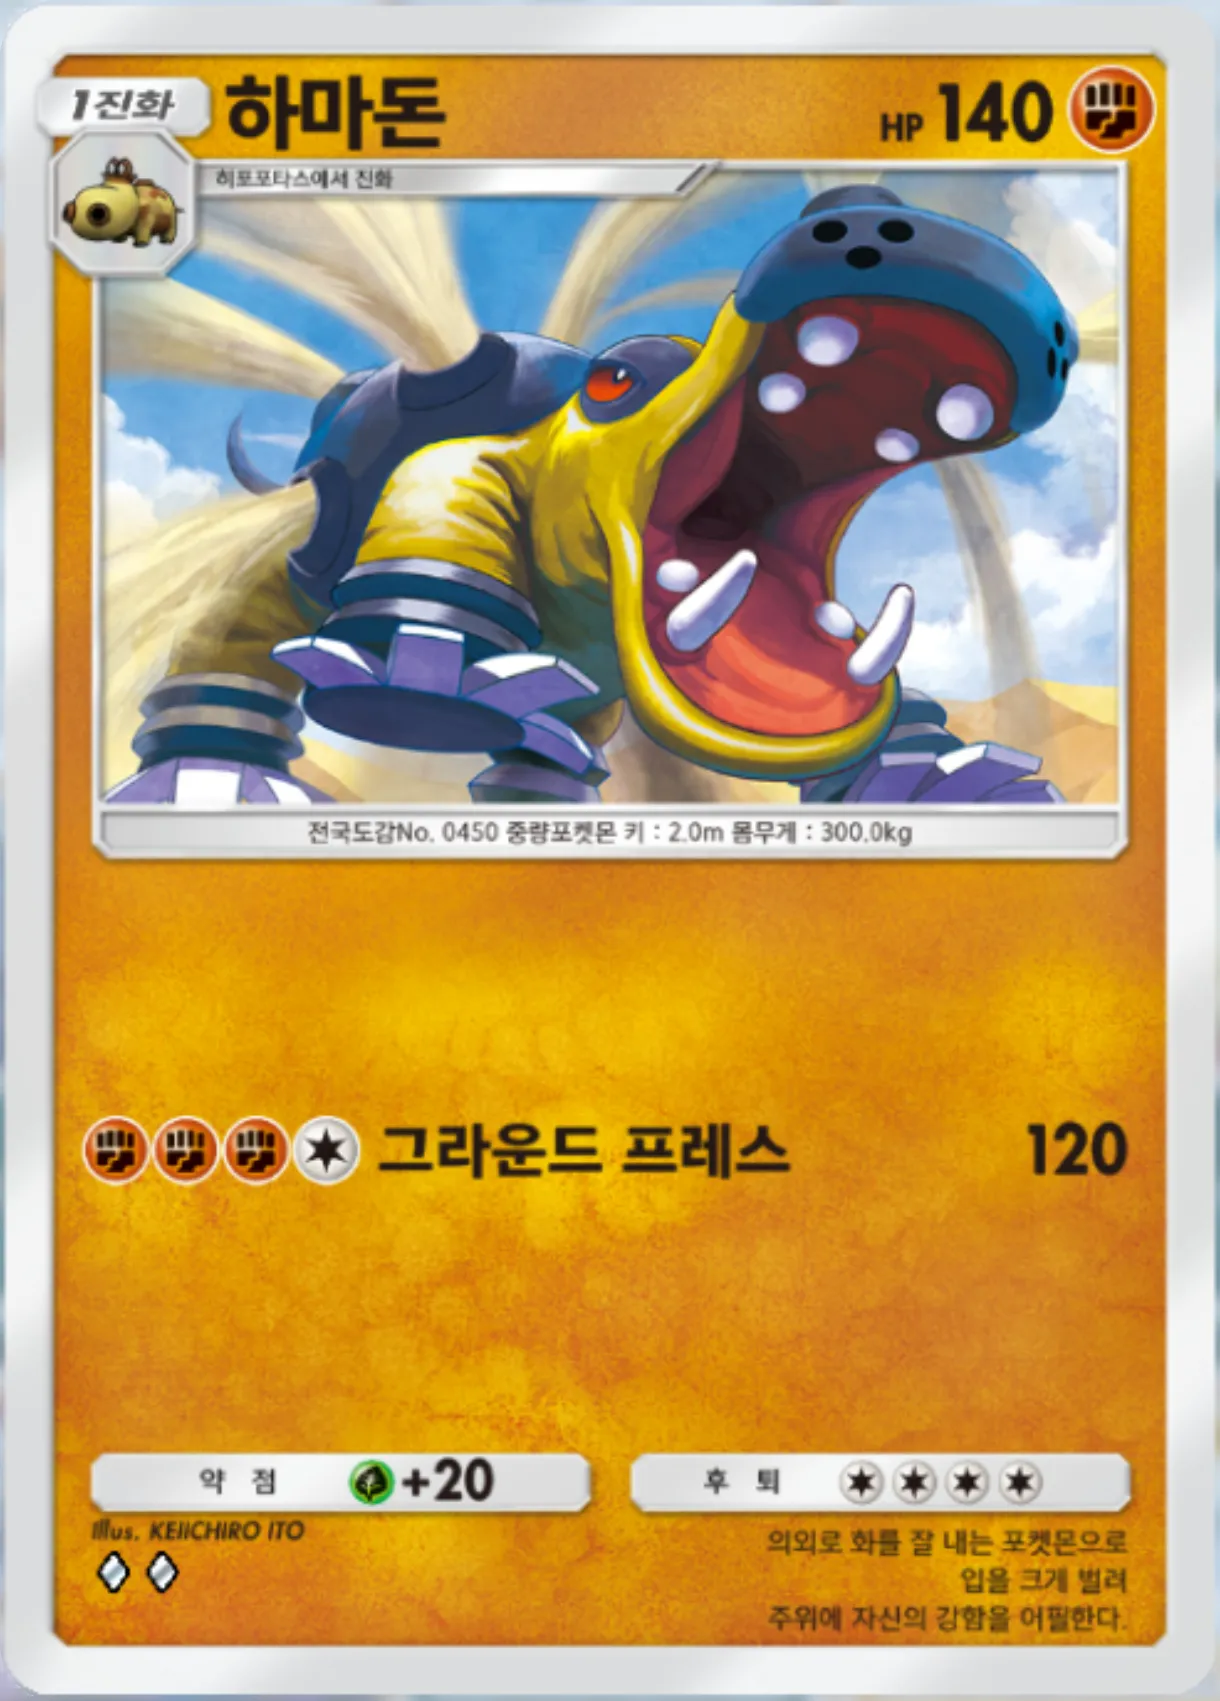 1진화
하마돈
HP 140
히포포타스에서 진화
전국도감No. 0450 중량포켓몬 키 : 2.0m 몸무게 : 300.0kg
그라운드 프레스 120
약 점 +20
후 퇴
Illus. KEIICHIRO ITO
의외로 화를 잘 내는 포켓몬으로
입을 크게 벌려
주위에 자신의 강함을 어필한다.